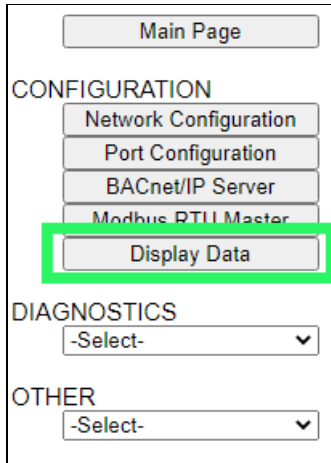 Main Page
CONFIGURATION
Network Configuration
Port Configuration
BACnet/IP Server
Modbus RTU Master
Display Data
DIAGNOSTICS
-Select-
OTHER
-Select-